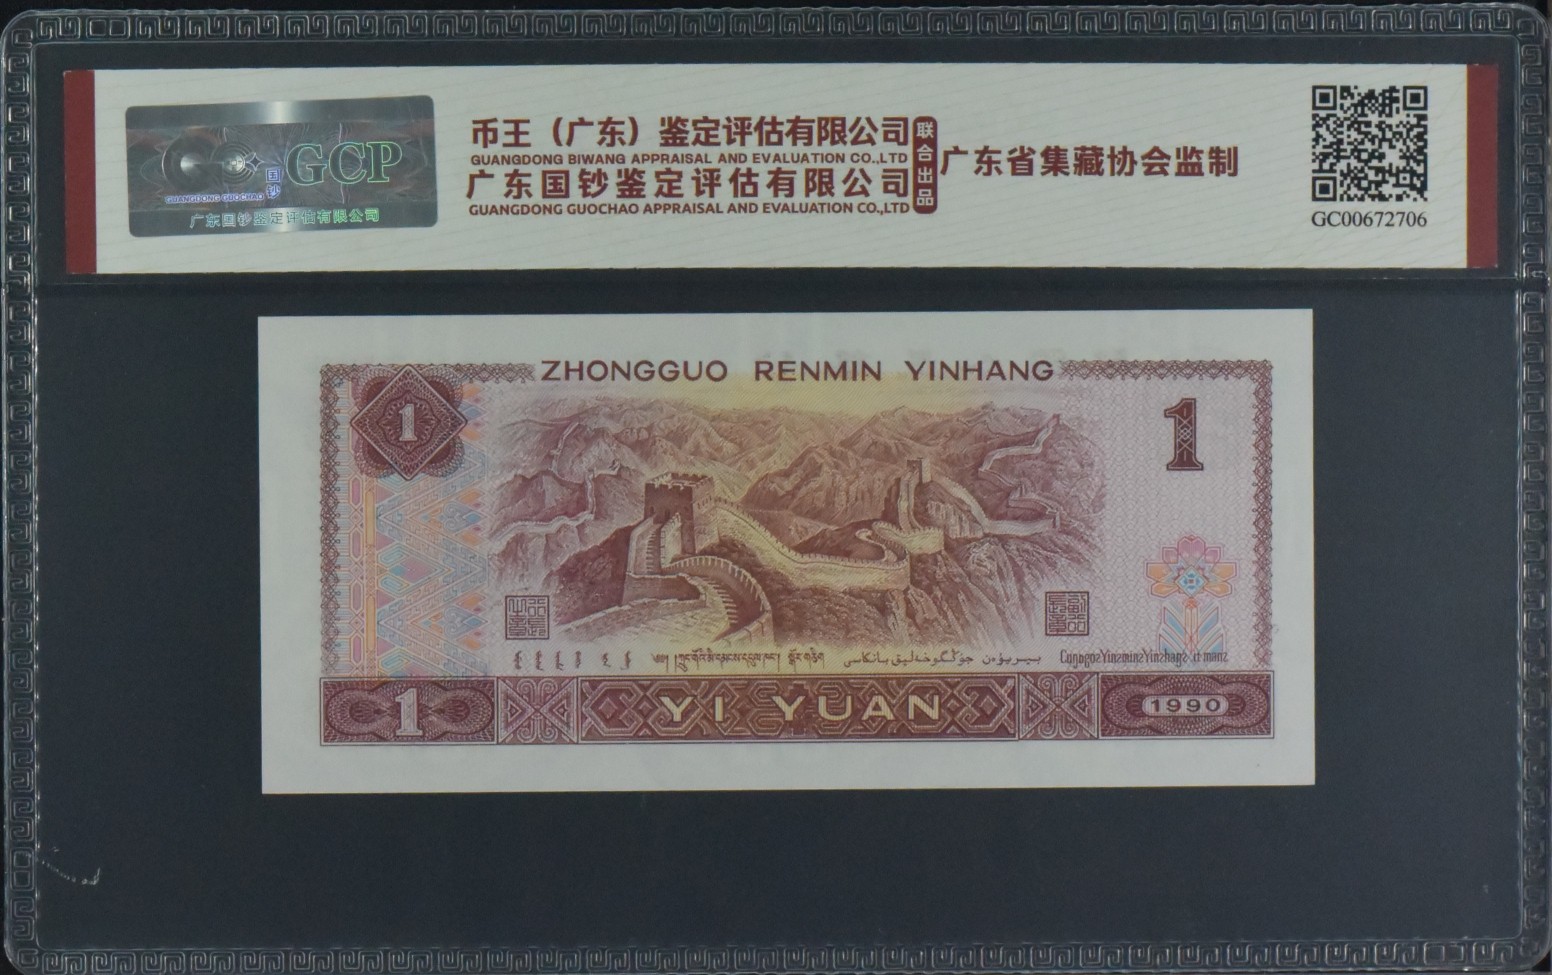 GCP
国
钞
GUANGDONG GUOCHAO
广东国钞鉴定评估有限公司
币王（广东）鉴定评估有限公司
GUANGDONG BIWANG APPRAISAL AND EVALUATION CO.,LTD
广东国钞鉴定评估有限公司
GUANGDONG GUOCHAO APPRAISAL AND EVALUATION CO.,LTD
联合出品
广东省集藏协会监制
GC00672706
ZHONGGUO RENMIN YINHANG
1
1
1
YI YUAN
1990